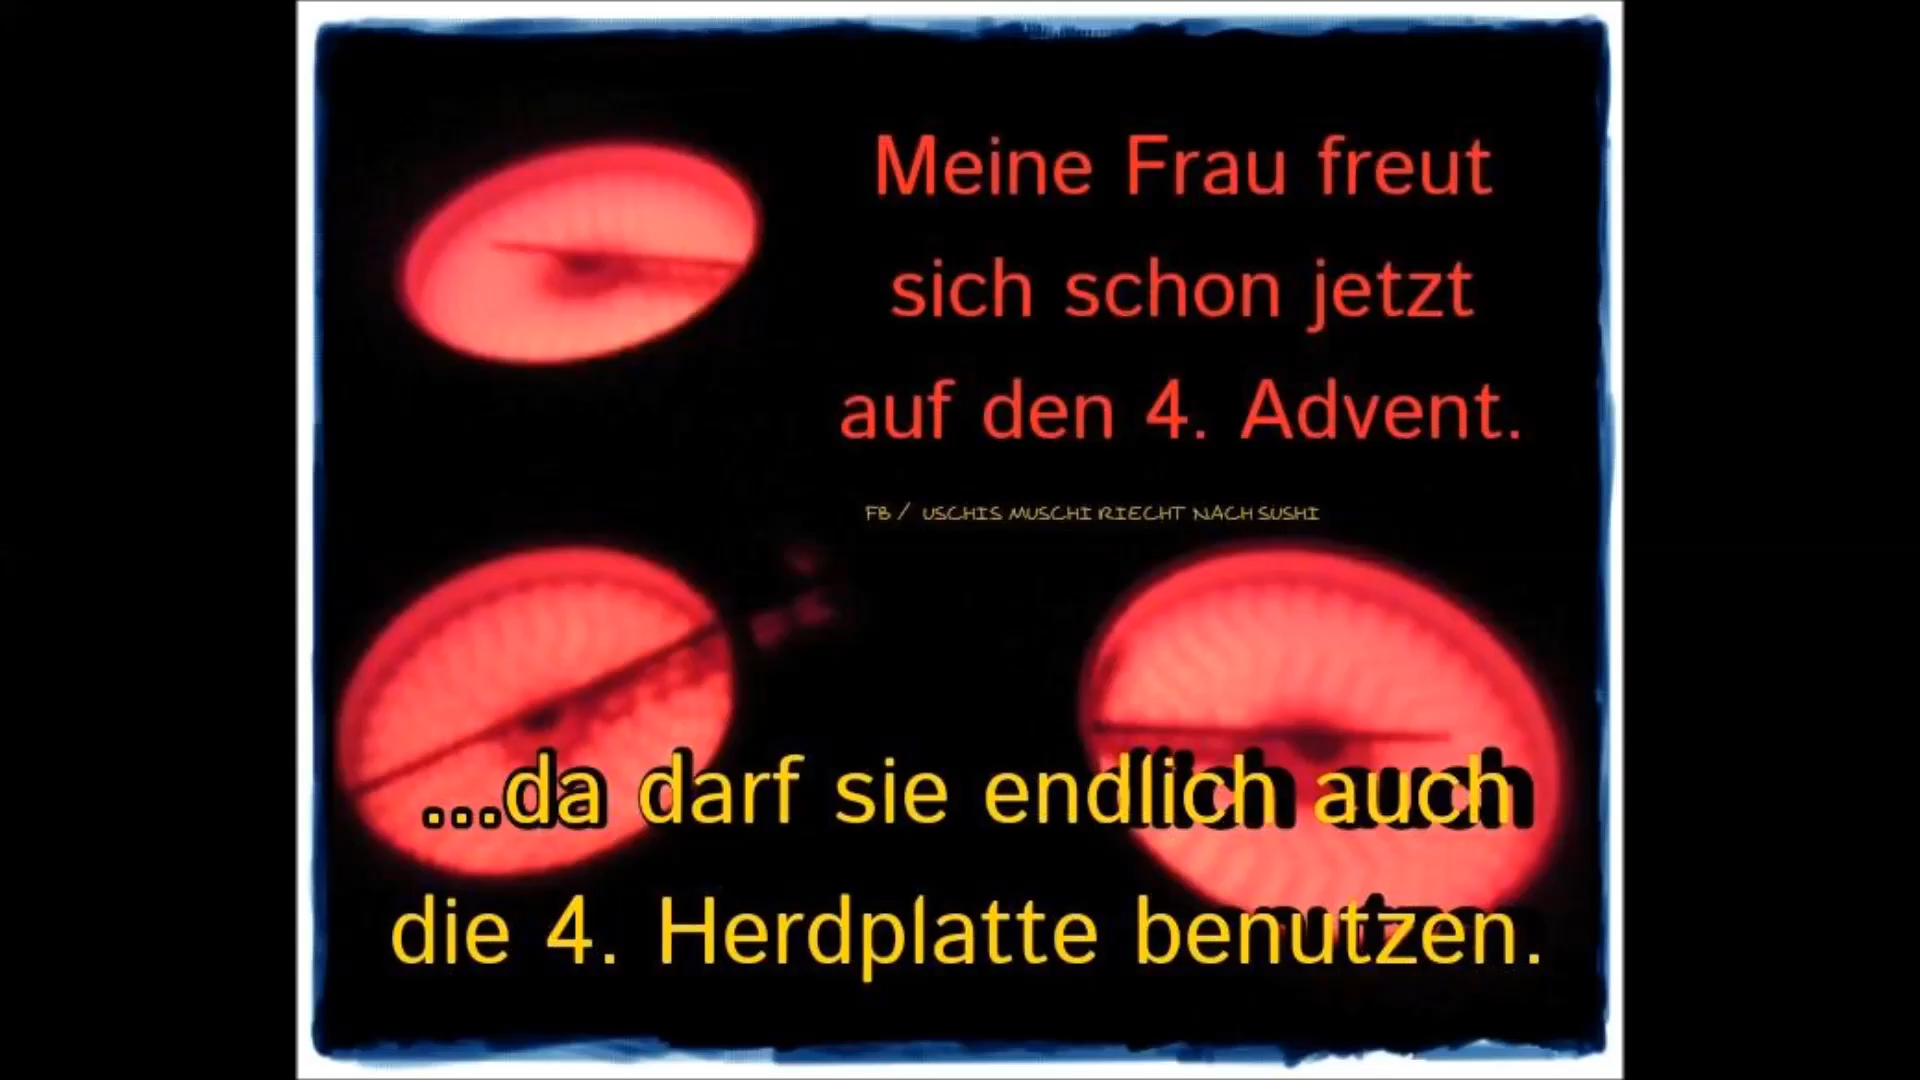 Meine Frau freut
sich schon jetzt
auf den 4. Advent.
FB / USCHIS MUSCHI RIECHT NACH SUSHI
...da darf sie endlich auch
die 4. Herdplatte benutzen.